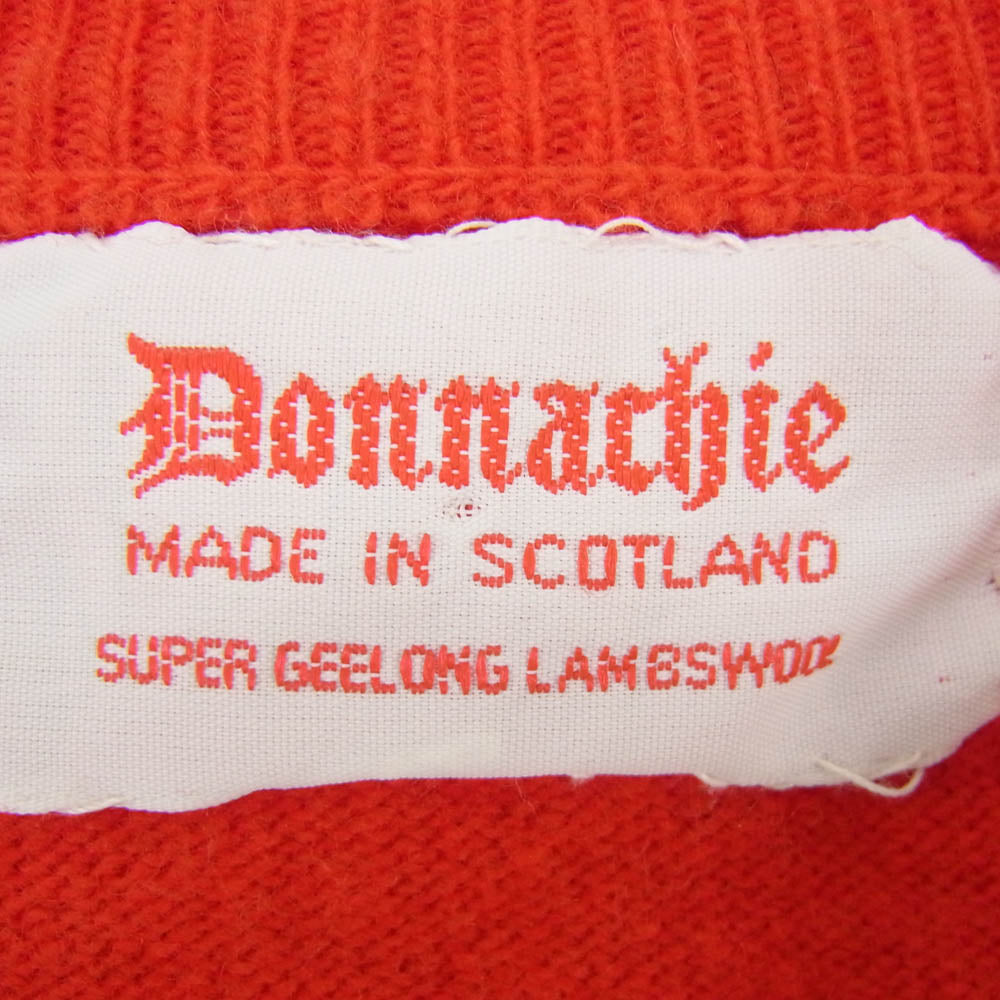 Donnachie
MADE IN SCOTLAND
SUPER GEELONG LAMBSWOOL